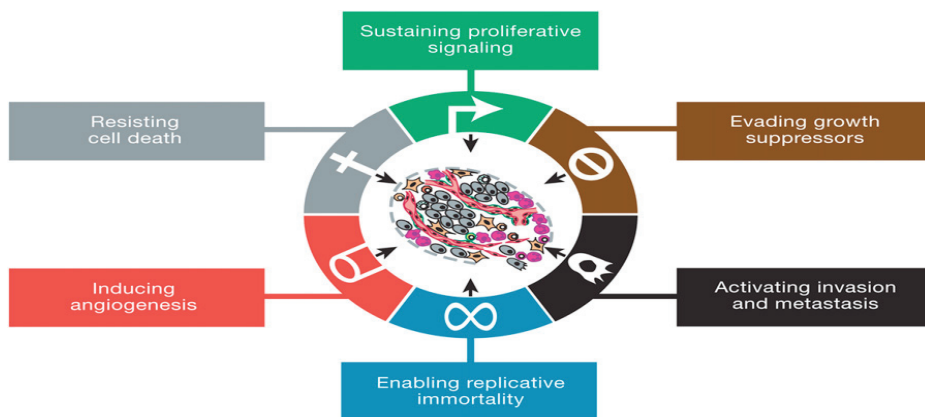 Sustaining proliferative
signaling
Resisting
cell death
Evading growth
suppressors
Inducing
angiogenesis
Activating invasion
and metastasis
Enabling replicative
immortality